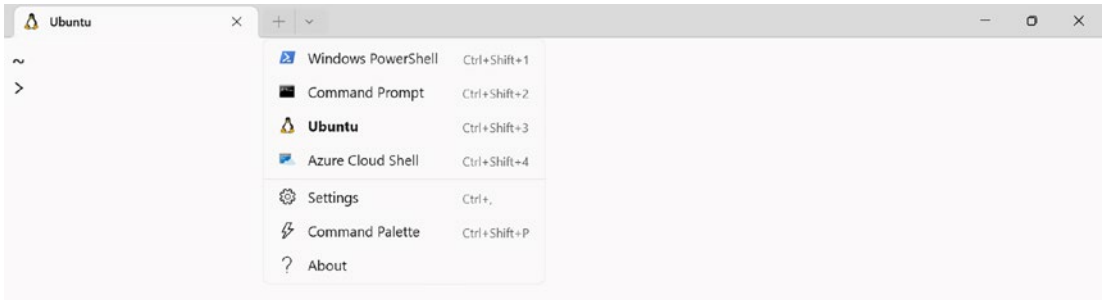 Ubuntu
~
>
Windows PowerShell Ctrl+Shift+1
Command Prompt Ctrl+Shift+2
Ubuntu Ctrl+Shift+3
Azure Cloud Shell Ctrl+Shift+4
Settings Ctrl+,
Command Palette Ctrl+Shift+P
? About